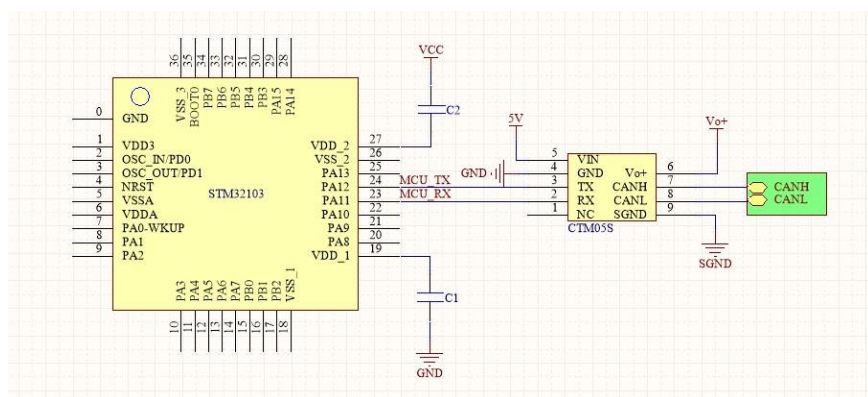 36
35
34
33
32
31
30
29
28
VSS_3
BOOT0
PB7
PB6
PB5
PB4
PB3
PA15
PA14
VCC
C2
0
GND
1
VDD3
2
OSC_IN/PD0
3
OSC_OUT/PD1
4
NRST
5
VSSA
6
VDDA
7
PA0-WKUP
8
PA1
9
PA2
STM32103
VDD_2
27
VSS_2
26
PA13
25
PA12
24
MCU_TX
PA11
23
MCU_RX
PA10
22
PA9
21
PA8
20
VDD_1
19
PA3
PA4
PA5
PA6
PA7
PB0
PB1
PB2
VSS_1
10
11
12
13
14
15
16
17
18
C1
GND
5V
GND
5
VIN
4
GND
3
TX
2
RX
1
NC
Vo+
6
CANH
7
CANL
8
SGND
9
CTM05S
Vo+
CANH
CANL
SGND